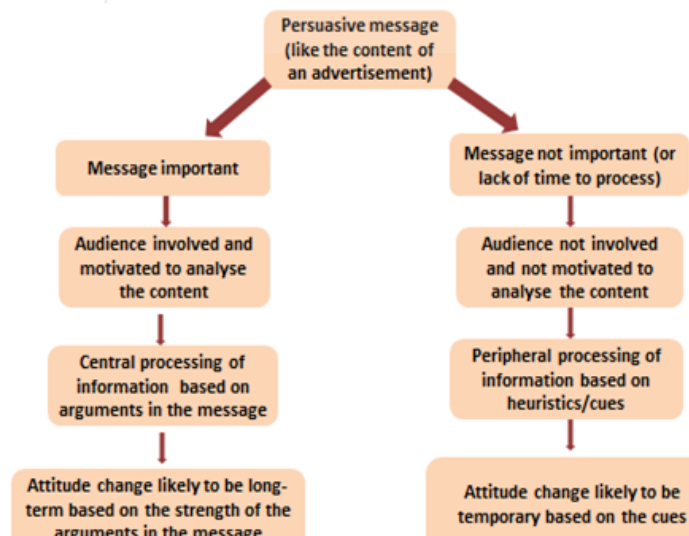 Persuasive message
(like the content of
an advertisement)
Message important
Message not important (or
lack of time to process)
Audience involved and
motivated to analyse
the content
Audience not involved
and not motivated to
analyse the content
Central processing of
information based on
arguments in the message
Peripheral processing of
information based on
heuristics/cues
Attitude change likely to be long-
term based on the strength of the
arguments in the message
Attitude change likely to be
temporary based on the cues